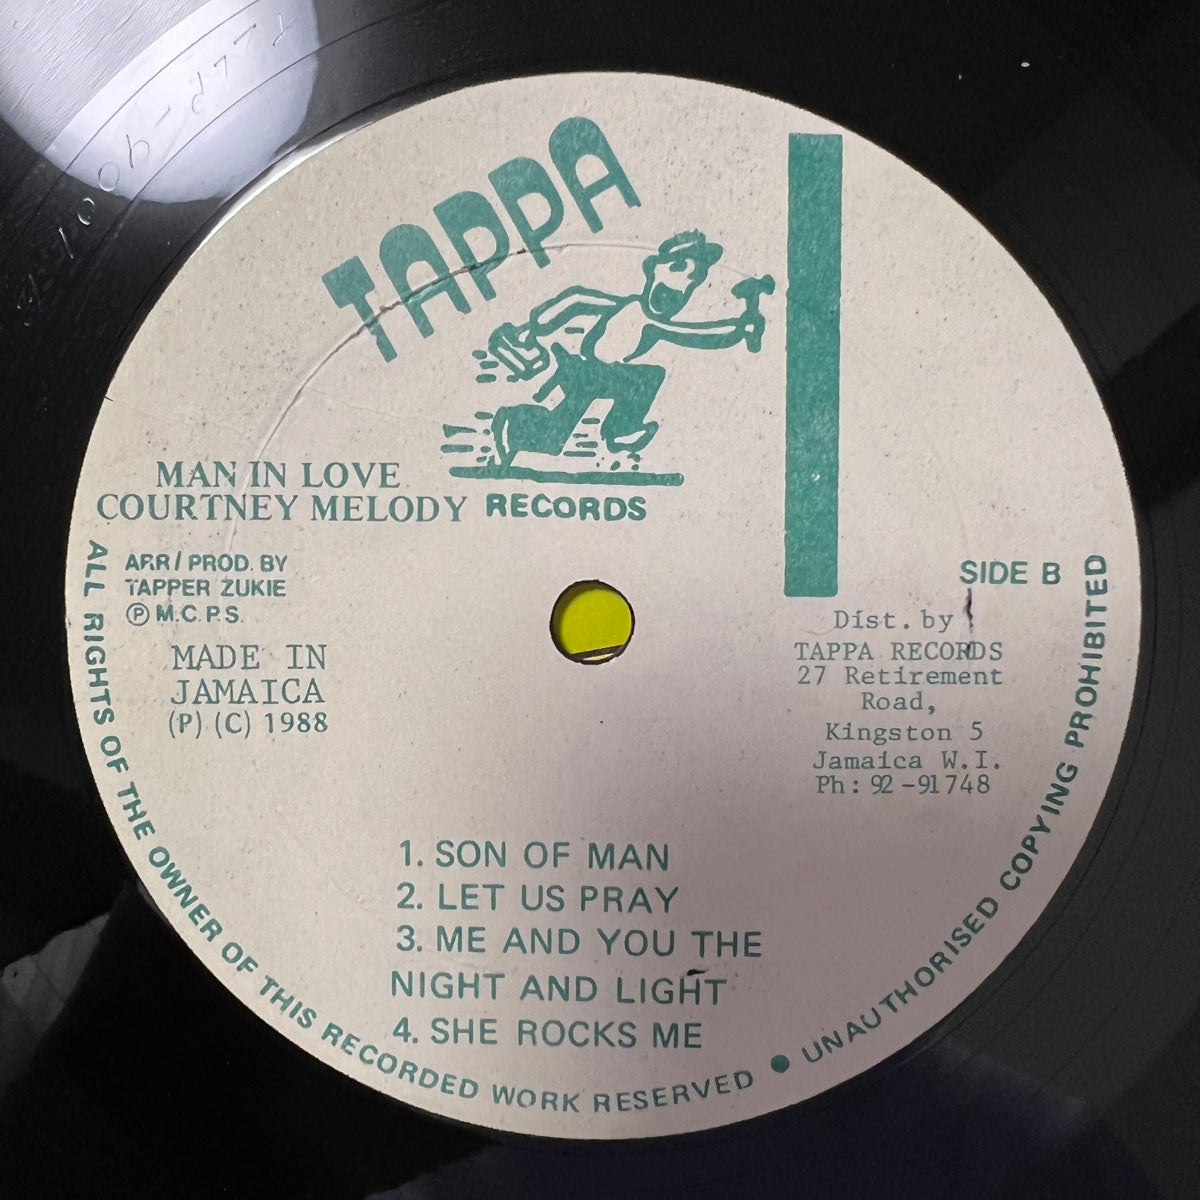 TAPPA
RECORDS
MAN IN LOVE
COURTNEY MELODY
ARR / PROD. BY
TAPPER ZUKIE
Ⓟ M.C.P.S.
MADE IN
JAMAICA
(P) (C) 1988
SIDE B
Dist. by
TAPPA RECORDS
27 Retirement
Road,
Kingston 5
Jamaica W.I.
Ph: 92-91748
1. SON OF MAN
2. LET US PRAY
3. ME AND YOU THE
NIGHT AND LIGHT
4. SHE ROCKS ME
ALL RIGHTS OF THE OWNER OF THIS RECORDED WORK RESERVED ● UNAUTHORISED COPYING PROHIBITED